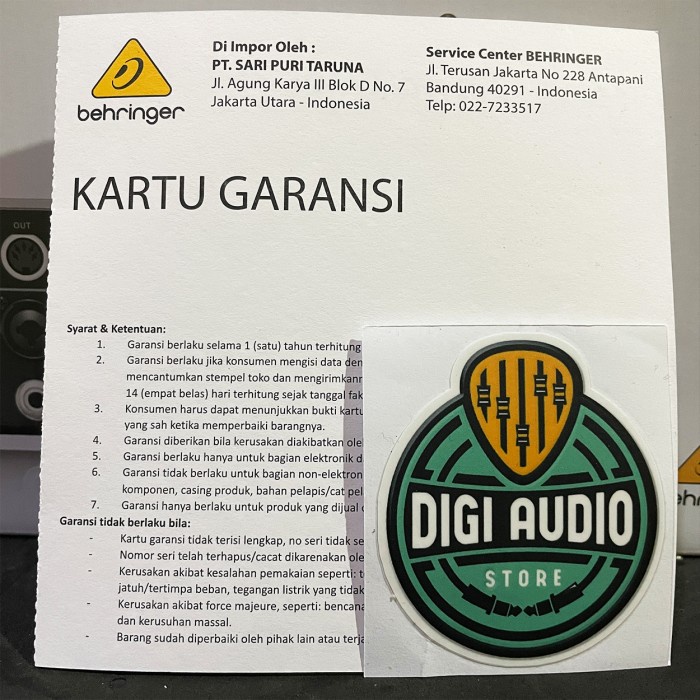 behringer
Di Impor Oleh :
PT. SARI PURI TARUNA
Jl. Agung Karya III Blok D No. 7
Jakarta Utara - Indonesia
Service Center BEHRINGER
Jl. Terusan Jakarta No 228 Antapani
Bandung 40291 - Indonesia
Telp: 022-7233517
KARTU GARANSI
OUT
Syarat & Ketentuan:
1. Garansi berlaku selama 1 (satu) tahun terhitung
2. Garansi berlaku jika konsumen mengisi data
mencantumkan stempel toko dan
14 (empat belas) hari terhitung sejak tanggal
3. Konsumen harus dapat menunjukkan bukti
yang sah ketika memperbaiki barangnya.
4. Garansi diberikan bila kerusakan diakibatkan
5. Garansi berlaku hanya untuk bagian elektronik
6. Garansi tidak berlaku untuk bagian
komponen, casing produk, bahan pelapis/cat
7. Garansi hanya berlaku untuk produk yang dijual
Garansi tidak berlaku bila:
- Kartu garansi tidak terisi lengkap, no seri tidak
- Nomor seri telah terhapus/cacat dikarenakan
- Kerusakan akibat kesalahan pemakaian seperti:
jatuh/tertimpa beban, tegangan listrik yang
- Kerusakan akibat force majeure, seperti:
dan kerusuhan massal.
- Barang sudah diperbaiki oleh pihak lain atau
DIGI AUDIO
STORE